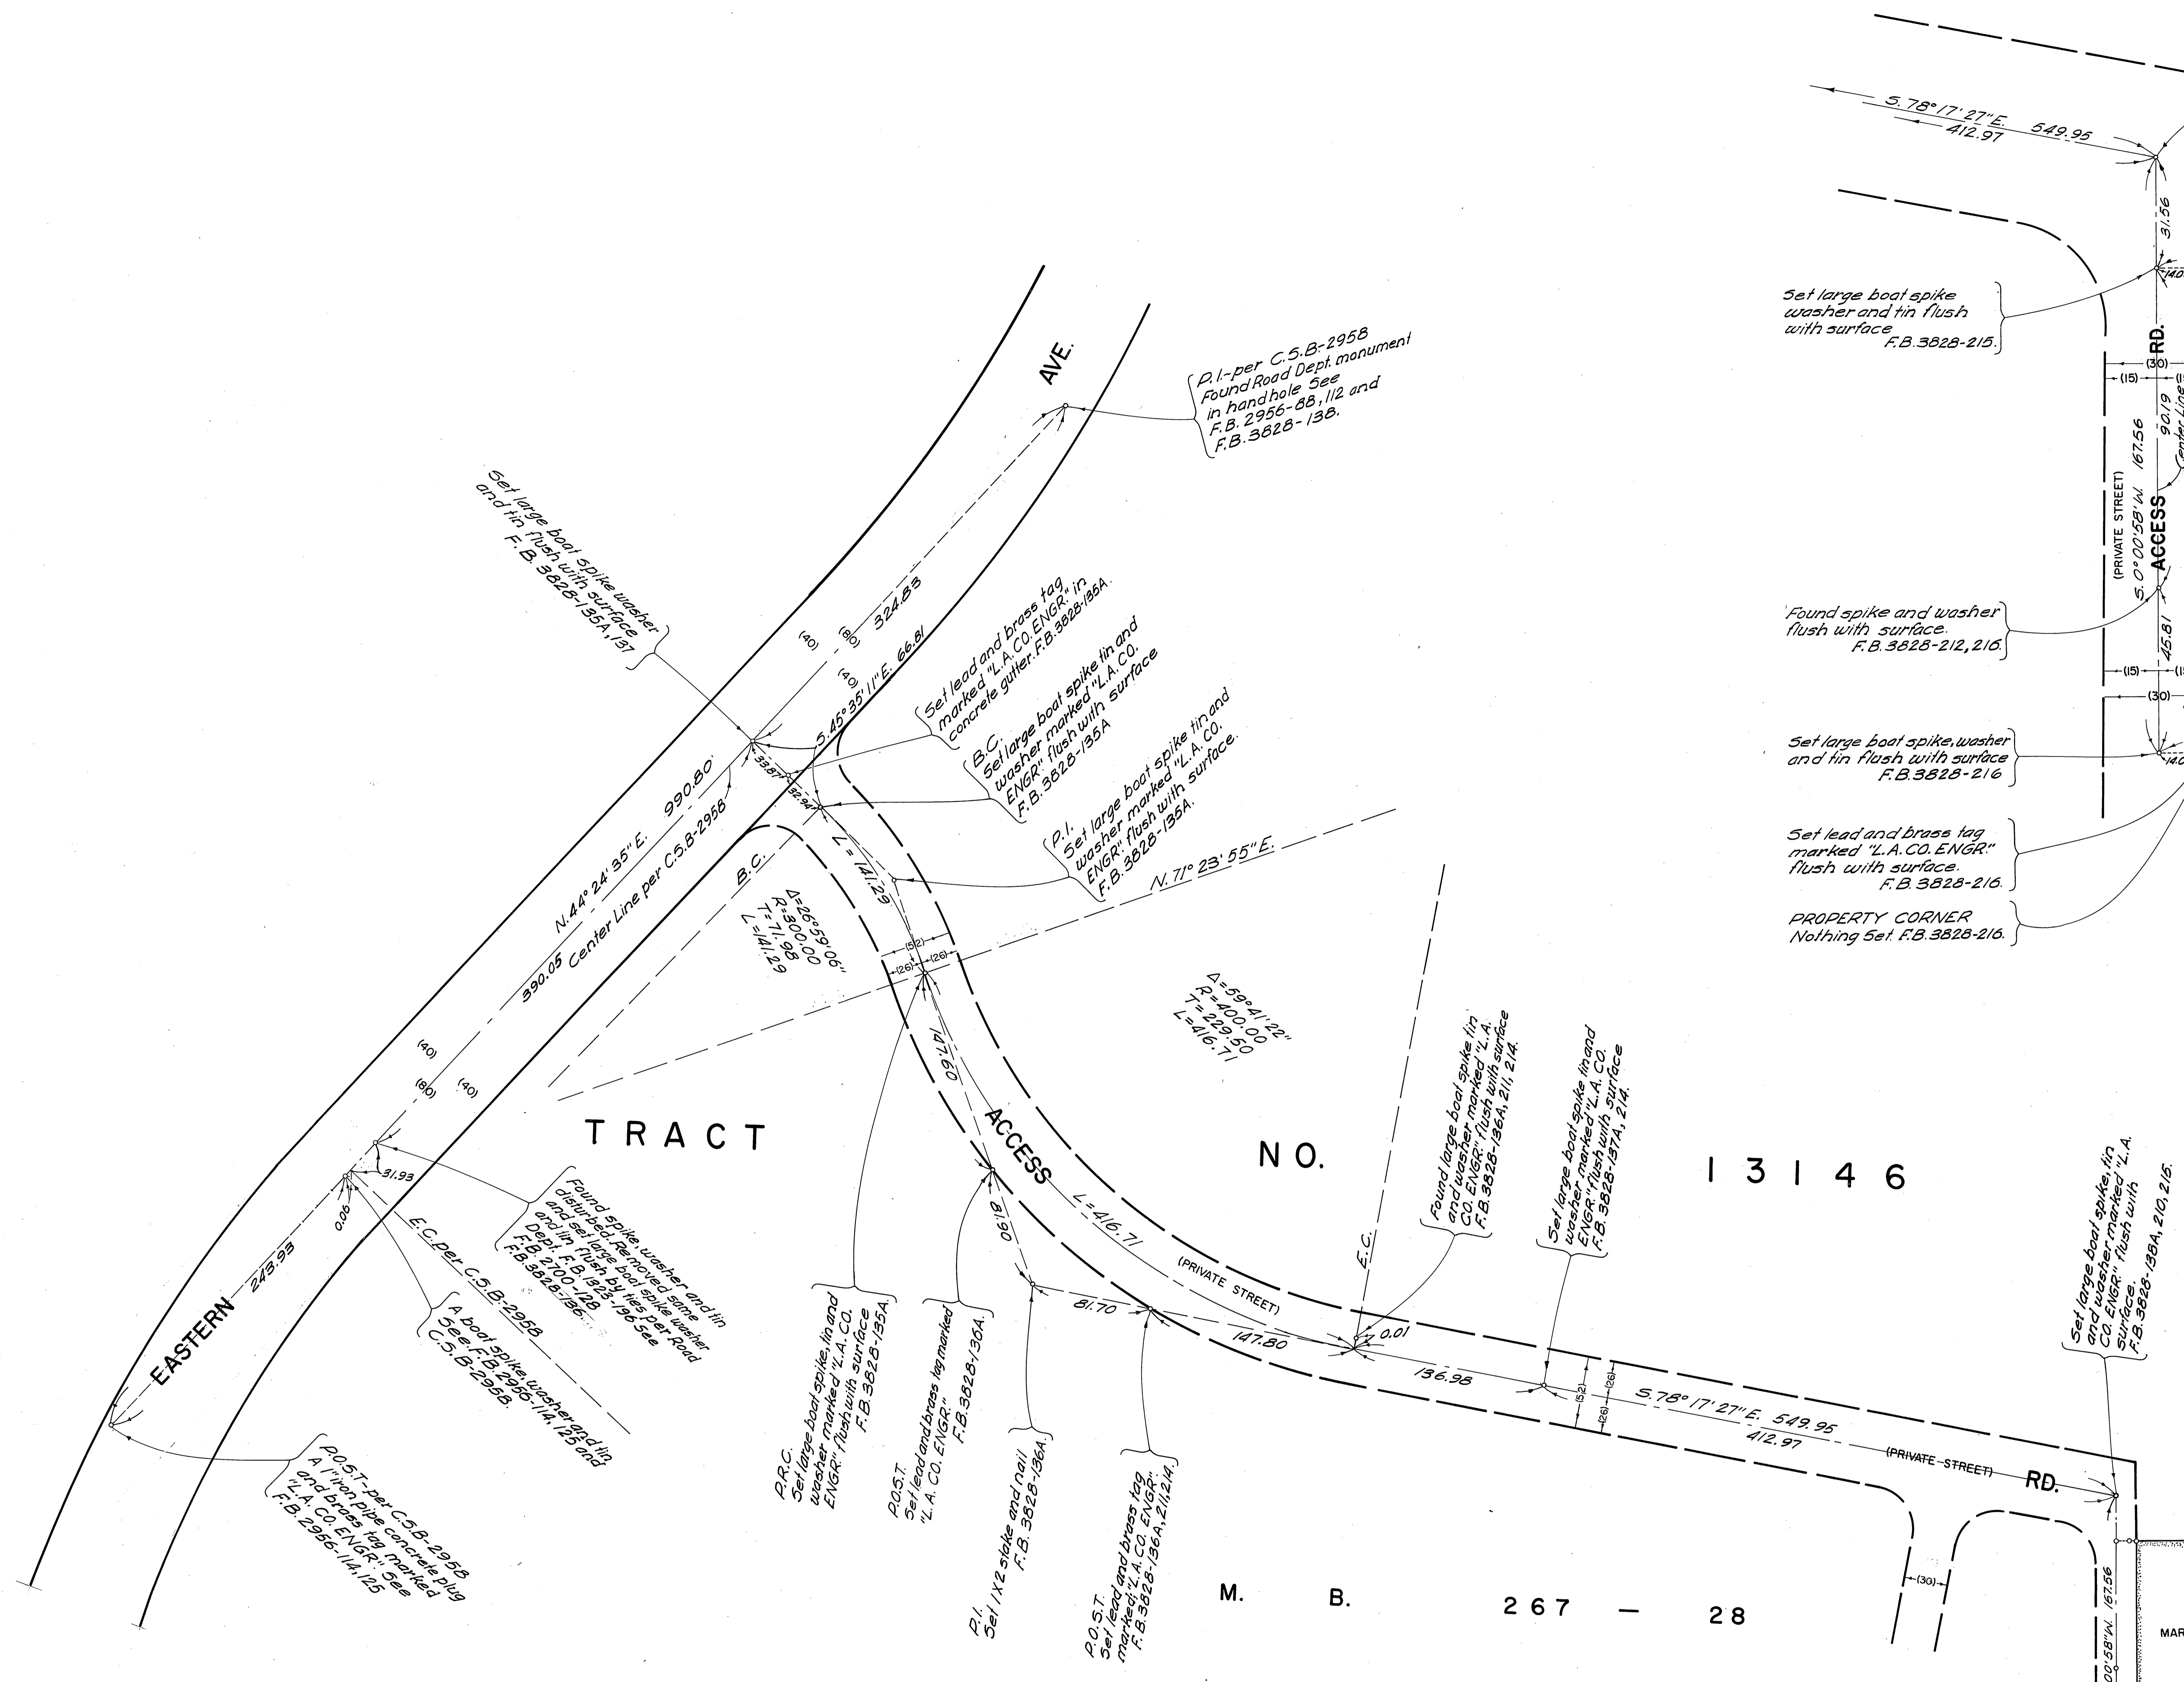 S.78°17'27"E. 549.95
412.97
31.56
Set large boat spike
washer and tin flush
with surface
F.B.3828-215.
RD.
(30)
(15)
90.19
(PRIVATE STREET)
S.0°00'58"W. 167.56
ACCESS
Found spike and washer
flush with surface.
F.B.3828-212,216.
45.81
(15)
(30)
Set large boat spike, washer
and tin flush with surface
F.B.3828-216
Set lead and brass tag
marked "L.A.CO.ENGR."
flush with surface.
F.B.3828-216.
PROPERTY CORNER
Nothing Set. F.B.3828-216.
AVE.
P.I.-per C.S.B-2958
Found Road Dept. monument
in handhole See
F.B. 2956-88,112 and
F.B.3828-138.
Set large boat spike washer
and tin flush with surface
F.B. 3828-135A,137
324.83
(40)
(80)
(40)
S.45°35'11"E. 66.81
33.87
32.94
Set lead and brass tag
marked "L.A.CO.ENGR." in
concrete gutter. F.B.3828-135A.
B.C.
Set large boat spike tin and
washer marked "L.A.CO.
ENGR." flush with surface
F.B.3828-135A
P.I.
Set large boat spike tin and
washer marked "L.A.CO.
ENGR." flush with surface.
F.B.3828-135A.
N.44°24'35"E. 990.80
390.05
Center Line per C.S.B-2958
B.C.
L=141.29
Δ=26°59'06"
R=300.00
T=71.98
L=141.29
N.71°23'55"E.
(52)
(26)
(26)
147.60
Δ=59°41'22"
R=400.00
T=229.50
L=416.71
(40)
(80)
(40)
31.93
0.06
243.93
EASTERN
E.C. per C.S.B-2958
Found spike, washer and tin
disturbed. Removed same
and set large boat spike washer
and tin flush by ties per Road
Dept. F.B.1323-196 See
F.B. 2700-128
F.B.3828-136
A boat spike, washer and tin
See F.B.2956-114,125 and
C.S.B-2958.
P.O.S.T-per C.S.B-2958
A 1" iron pipe concrete plug
and brass tag marked
"L.A. CO. ENGR." See
F.B.2956-114,125
TRACT NO. 13146
ACCESS
81.90
L=416.71
(PRIVATE STREET)
81.70
147.80
E.C.
0.01
136.98
P.R.C.
Set large boat spike, tin and
washer marked "L.A. CO.
ENGR." flush with surface
F.B.3828-135A.
P.O.S.T.
Set lead and brass tag marked
"L.A. CO. ENGR."
F.B.3828-136A.
P.I.
Set 1X2 stake and nail
F.B. 3828-136A.
P.O.S.T.
Set lead and brass tag
marked, "L.A. CO. ENGR."
F.B.3828-136A,211,214.
Found large boat spike tin
and washer marked "L.A.
CO. ENGR." flush with surface
F.B.3828-136A, 211, 214.
Set large boat spike tin and
washer marked "L.A. CO.
ENGR." flush with surface
F.B.3828-137A, 214.
(52)
(26)
(26)
S.78°17'27"E. 549.95
412.97
(PRIVATE STREET)
RD.
Set large boat spike, tin
and washer marked "L.A.
CO. ENGR." flush with
surface.
F.B.3828-138A, 210, 216.
(30)
M. B. 267 — 28
00'58"W. 167.56